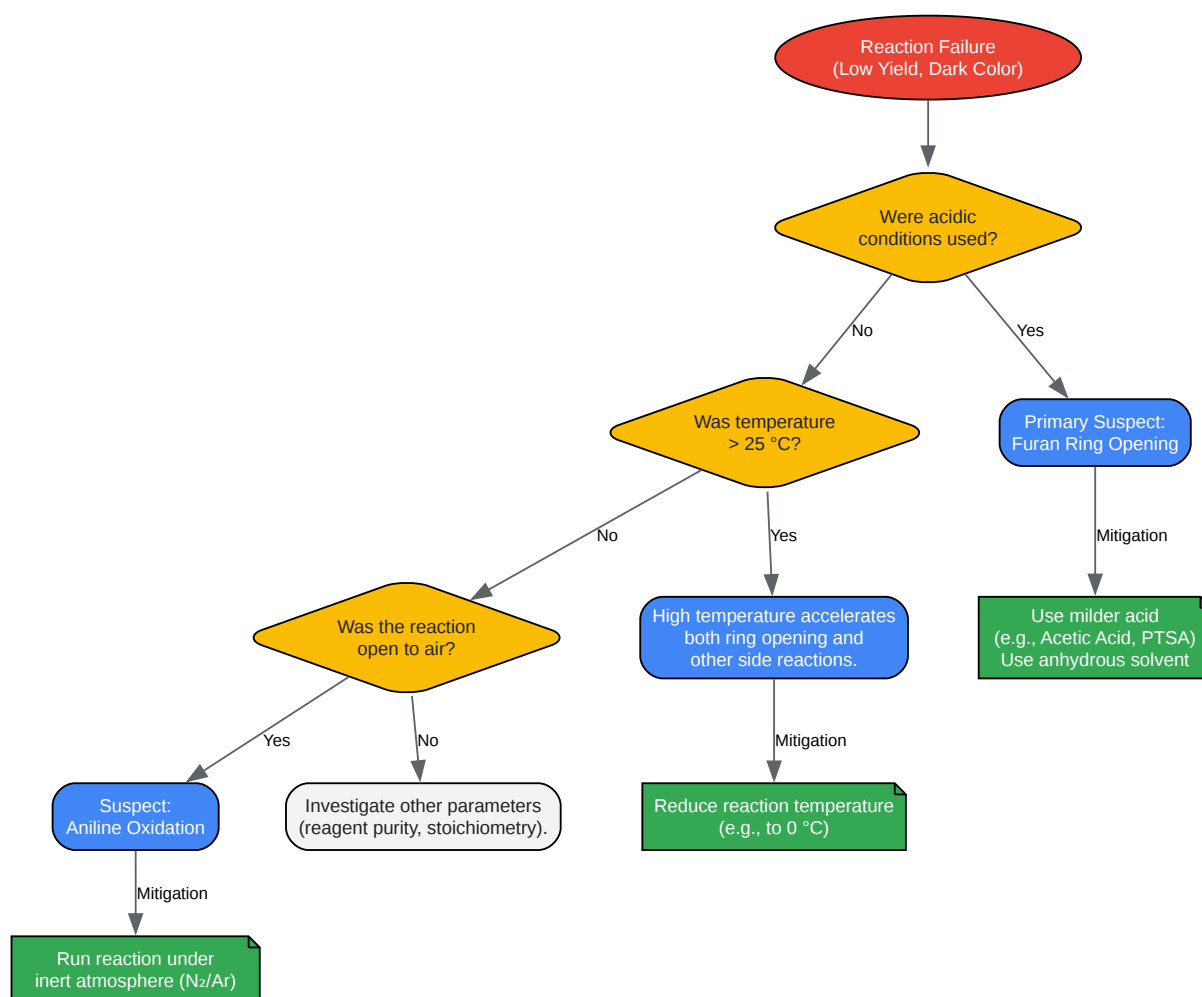 Reaction Failure
(Low Yield, Dark Color)
Were acidic
conditions used?
No
Yes
Was temperature
> 25 °C?
Primary Suspect:
Furan Ring Opening
No
Yes
Mitigation
Was the reaction
open to air?
High temperature accelerates
both ring opening and
other side reactions.
Use milder acid
(e.g., Acetic Acid, PTSA)
Use anhydrous solvent
Yes
No
Mitigation
Suspect:
Aniline Oxidation
Investigate other parameters
(reagent purity, stoichiometry).
Reduce reaction temperature
(e.g., to 0 °C)
Mitigation
Run reaction under
inert atmosphere (N₂/Ar)